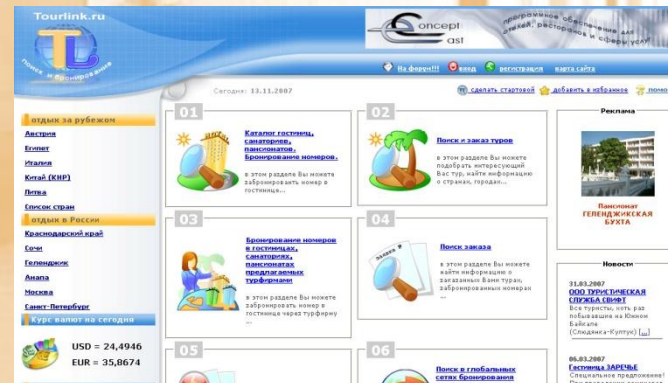 Tourlink.ru
TL
поиск и бронирование
Concept
Cast
программное обеспечение для
отелей, ресторанов и сферы услуг
На форум!!!
вход
регистрация
карта сайта
Сегодня: 13.11.2007
сделать стартовой
добавить в избранное
отдых за рубежом
Австрия
Египет
Италия
Китай (КНР)
Литва
Список стран
отдых в России
Краснодарский край
Сочи
Геленджик
Анапа
Москва
Санкт-Петербург
Курс валют на сегодня
USD = 24,4946
EUR = 35,8674
01
Каталог гостиниц,
санаториев,
пансионатов.
Бронирование номеров.
в этом разделе Вы можете
забронировать номер в
гостинице...
02
Поиск и заказ туров
в этом разделе Вы можете
подобрать интересующий
Вас тур, найти информацию
о странах, городах...
03
Бронирование номеров
в гостиницах,
санаториях,
пансионатах
предлагаемых
турфирмами
в этом разделе Вы можете
забронировать номер в
гостинице через турфирму
...
04
заявка
Поиск заказа
в этом разделе Вы можете
найти информацию о
заказанных Вами турах,
забронированных номерах
...
05
06
Поиск в глобальных
сетях бронирования
Реклама
Пансионат
ГЕЛЕНДЖИКСКАЯ
БУХТА
Новости
31.03.2007
ООО ТУРИСТИЧЕСКАЯ
СЛУЖБА СВИФТ
Все туристы, хоть раз
побывавшие на Южном
Байкале
(Слюдянка-Култук) [...]
06.03.2007
Гостиница ЗАРЕЧЬЕ
Специальное предложение!